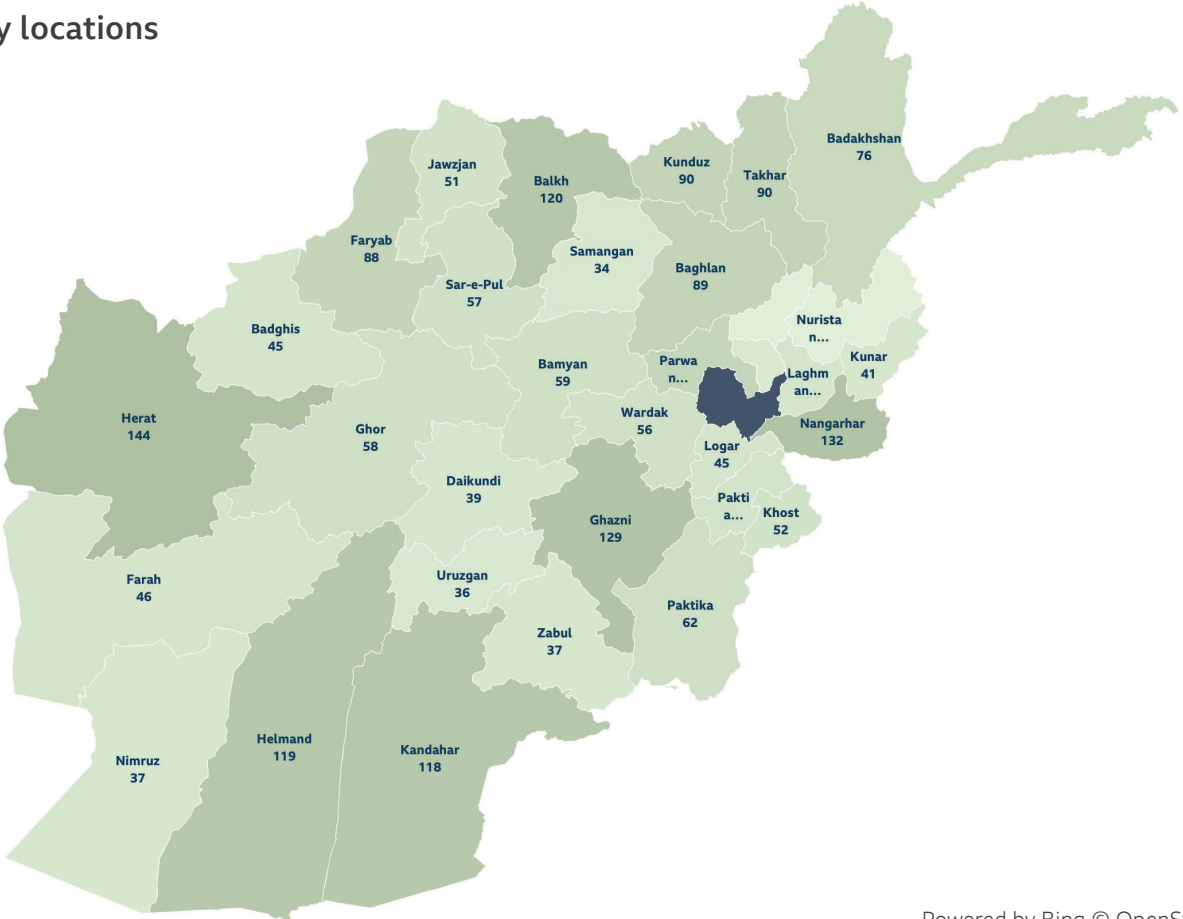 y locations
Badakhshan
76
Jawzjan
51
Balkh
120
Kunduz
90
Takhar
90
Faryab
88
Samangan
34
Baghlan
89
Sar-e-Pul
57
Badghis
45
Nurista
n...
Parwa
n...
Kunar
41
Laghm
an...
Bamyan
59
Herat
144
Wardak
56
Nangarhar
132
Ghor
58
Logar
45
Daikundi
39
Pakti
a...
Khost
52
Ghazni
129
Farah
46
Uruzgan
36
Paktika
62
Zabul
37
Helmand
119
Kandahar
118
Nimruz
37